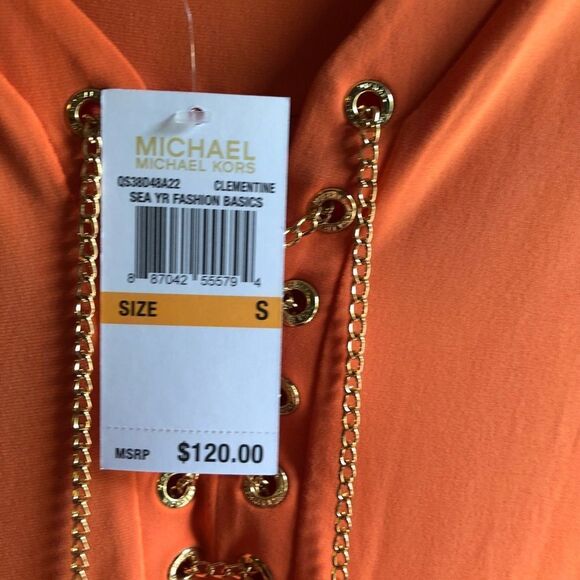 MICHAEL
MICHAEL KORS
QS38D48A22 CLEMENTINE
SEA YR FASHION BASICS
8 87042 55579 4
SIZE S
MSRP $120.00